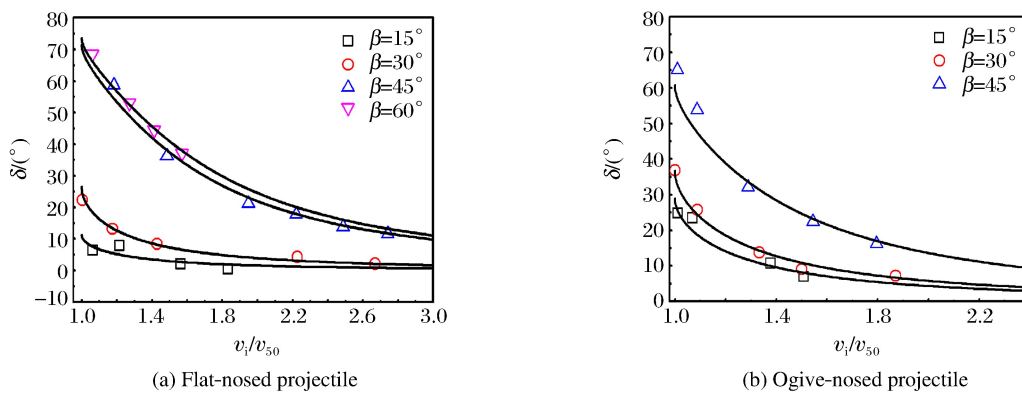 80
70
60
50
40
30
20
10
0
−10
δ/(°)
β=15°
β=30°
β=45°
β=60°
1.0 1.4 1.8 2.2 2.6 3.0
vi/v50
(a) Flat-nosed projectile
80
70
60
50
40
30
20
10
0
δ/(°)
β=15°
β=30°
β=45°
1.0 1.4 1.8 2.2
vi/v50
(b) Ogive-nosed projectile